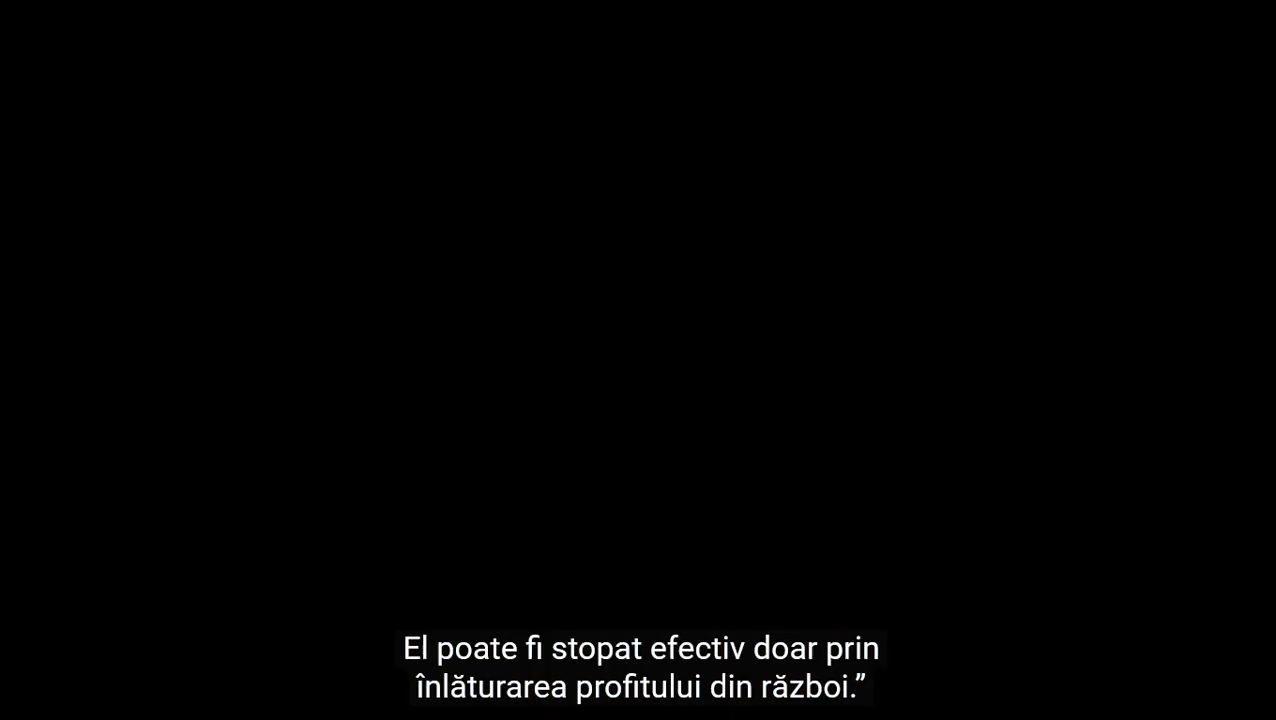 El poate fi stopat efectiv doar prin
înlăturarea profitului din război.”